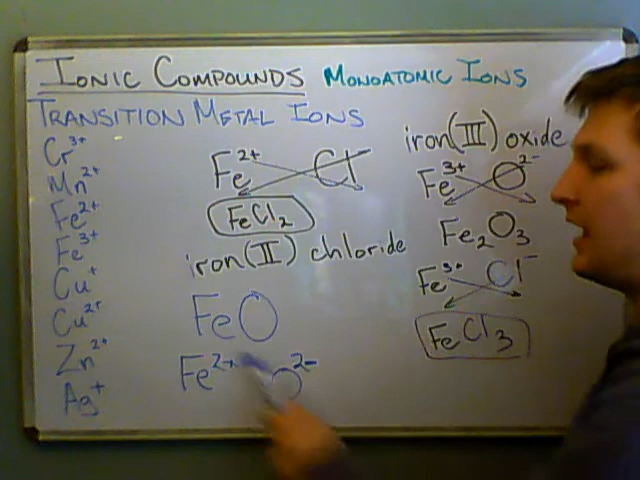 IONIC COMPOUNDS MONOATOMIC IONS
TRANSITION METAL IONS
Cr³⁺
Mn²⁺
Fe²⁺
Fe³⁺
Cu⁺
Cu²⁺
Zn²⁺
Ag⁺
Fe²⁺ Cl⁻
FeCl₂
iron(II) chloride
FeO
Fe²⁺ O²⁻
iron(III) oxide
Fe³⁺ O²⁻
Fe₂O₃
Fe³⁺ Cl⁻
FeCl₃